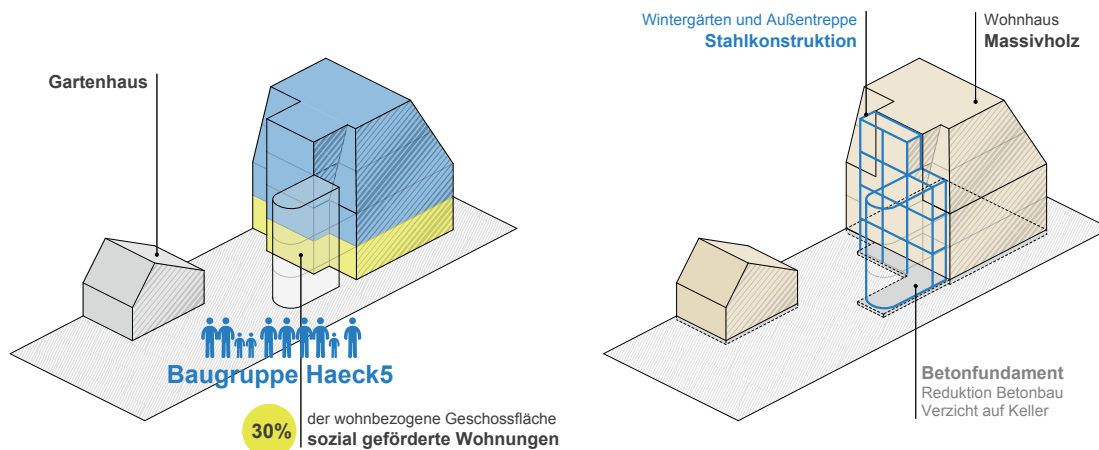 Gartenhaus
Baugruppe Haeck5
30%
der wohnbezogene Geschossfläche
sozial geförderte Wohnungen
Wintergärten und Außentreppe
Stahlkonstruktion
Wohnhaus
Massivholz
Betonfundament
Reduktion Betonbau
Verzicht auf Keller